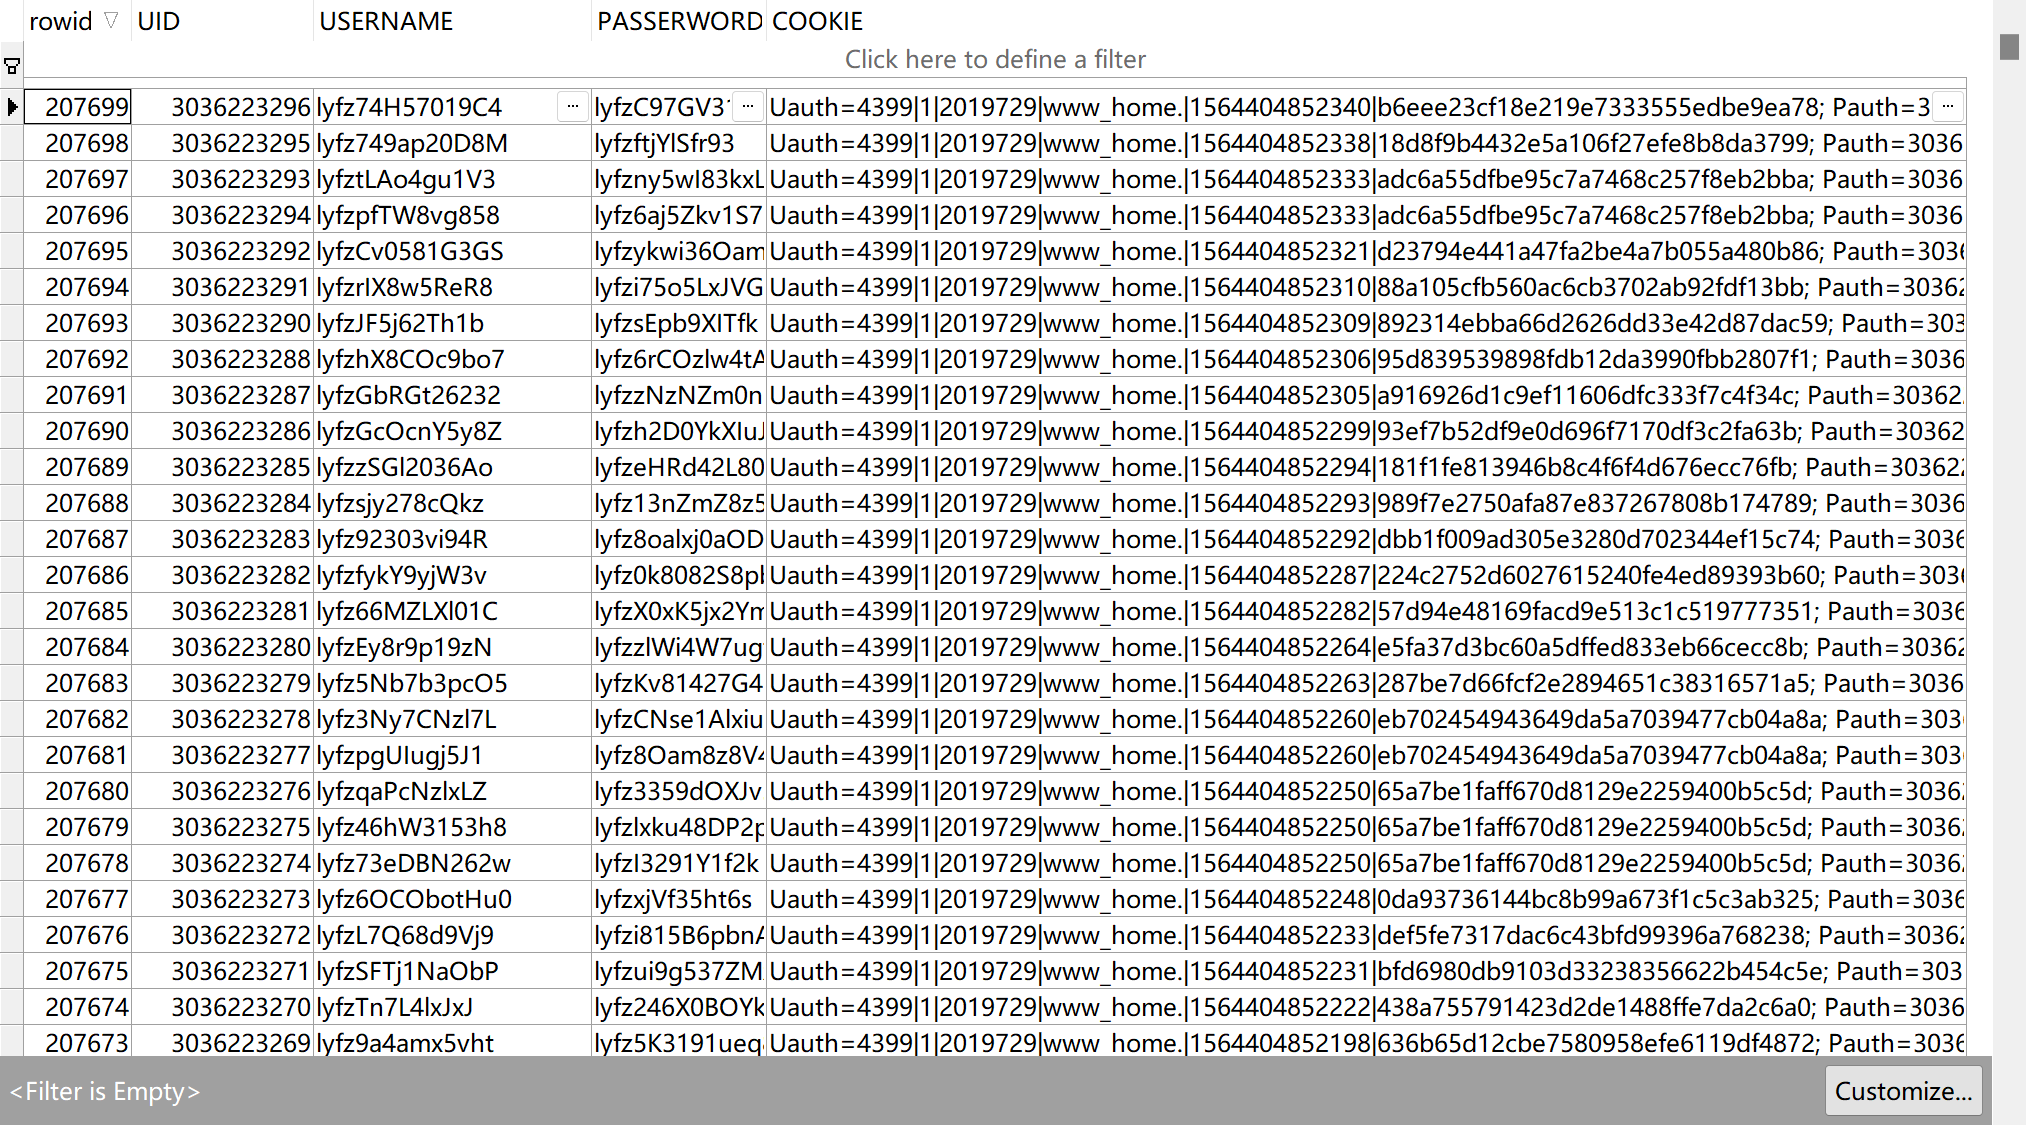 rowid UID USERNAME PASSERWORD COOKIE
Click here to define a filter
207699 3036223296 lyfz74H57019C4 ... lyfzC97GV31 ... Uauth=4399|1|2019729|www_home.|1564404852340|b6eee23cf18e219e7333555edbe9ea78; Pauth=3 ...
207698 3036223295 lyfz749ap20D8M lyfzftjYlSfr93 Uauth=4399|1|2019729|www_home.|1564404852338|18d8f9b4432e5a106f27efe8b8da3799; Pauth=3036
207697 3036223293 lyfztLAo4gu1V3 lyfzny5wI83kxL Uauth=4399|1|2019729|www_home.|1564404852333|adc6a55dfbe95c7a7468c257f8eb2bba; Pauth=3036
207696 3036223294 lyfzpfTW8vg858 lyfz6aj5Zkv1S7 Uauth=4399|1|2019729|www_home.|1564404852333|adc6a55dfbe95c7a7468c257f8eb2bba; Pauth=3036
207695 3036223292 lyfzCv0581G3GS lyfzykwi36Oam Uauth=4399|1|2019729|www_home.|1564404852321|d23794e441a47fa2be4a7b055a480b86; Pauth=3036
207694 3036223291 lyfzrIX8w5ReR8 lyfzi75o5LxJVG Uauth=4399|1|2019729|www_home.|1564404852310|88a105cfb560ac6cb3702ab92fdf13bb; Pauth=30362
207693 3036223290 lyfzJF5j62Th1b lyfzsEpb9XITfk Uauth=4399|1|2019729|www_home.|1564404852309|892314ebba66d2626dd33e42d87dac59; Pauth=303
207692 3036223288 lyfzhX8COc9bo7 lyfz6rCOzlw4tA Uauth=4399|1|2019729|www_home.|1564404852306|95d839539898fdb12da3990fbb2807f1; Pauth=3036
207691 3036223287 lyfzGbRGt26232 lyfzzNzNZm0n Uauth=4399|1|2019729|www_home.|1564404852305|a916926d1c9ef11606dfc333f7c4f34c; Pauth=30362
207690 3036223286 lyfzGcOcnY5y8Z lyfzh2D0YkXIuJ Uauth=4399|1|2019729|www_home.|1564404852299|93ef7b52df9e0d696f7170df3c2fa63b; Pauth=30362
207689 3036223285 lyfzzSGl2036Ao lyfzeHRd42L80 Uauth=4399|1|2019729|www_home.|1564404852294|181f1fe813946b8c4f6f4d676ecc76fb; Pauth=30362
207688 3036223284 lyfzsjy278cQkz lyfz13nZmZ8z5 Uauth=4399|1|2019729|www_home.|1564404852293|989f7e2750afa87e837267808b174789; Pauth=3036
207687 3036223283 lyfz92303vi94R lyfz8oalxj0aOD Uauth=4399|1|2019729|www_home.|1564404852292|dbb1f009ad305e3280d702344ef15c74; Pauth=3036
207686 3036223282 lyfzfykY9yjW3v lyfz0k8082S8pb Uauth=4399|1|2019729|www_home.|1564404852287|224c2752d6027615240fe4ed89393b60; Pauth=3036
207685 3036223281 lyfz66MZLXl01C lyfzX0xK5jx2Ym Uauth=4399|1|2019729|www_home.|1564404852282|57d94e48169facd9e513c1c519777351; Pauth=3036
207684 3036223280 lyfzEy8r9p19zN lyfzzlWi4W7ug Uauth=4399|1|2019729|www_home.|1564404852264|e5fa37d3bc60a5dffed833eb66cecc8b; Pauth=30362
207683 3036223279 lyfz5Nb7b3pcO5 lyfzKv81427G4 Uauth=4399|1|2019729|www_home.|1564404852263|287be7d66fcf2e2894651c38316571a5; Pauth=3036
207682 3036223278 lyfz3Ny7CNzl7L lyfzCNse1Alxiu Uauth=4399|1|2019729|www_home.|1564404852260|eb702454943649da5a7039477cb04a8a; Pauth=303
207681 3036223277 lyfzpgUIugj5J1 lyfz8Oam8z8V4 Uauth=4399|1|2019729|www_home.|1564404852260|eb702454943649da5a7039477cb04a8a; Pauth=303
207680 3036223276 lyfzqaPcNzlxLZ lyfz3359dOXJv Uauth=4399|1|2019729|www_home.|1564404852250|65a7be1faff670d8129e2259400b5c5d; Pauth=3036
207679 3036223275 lyfz46hW3153h8 lyfzlxku48DP2p Uauth=4399|1|2019729|www_home.|1564404852250|65a7be1faff670d8129e2259400b5c5d; Pauth=3036
207678 3036223274 lyfz73eDBN262w lyfzI3291Y1f2k Uauth=4399|1|2019729|www_home.|1564404852250|65a7be1faff670d8129e2259400b5c5d; Pauth=3036
207677 3036223273 lyfz6OCObotHu0 lyfzxjVf35ht6s Uauth=4399|1|2019729|www_home.|1564404852248|0da93736144bc8b99a673f1c5c3ab325; Pauth=3036
207676 3036223272 lyfzL7Q68d9Vj9 lyfzi815B6pbnA Uauth=4399|1|2019729|www_home.|1564404852233|def5fe7317dac6c43bfd99396a768238; Pauth=30362
207675 3036223271 lyfzSFTj1NaObP lyfzui9g537ZM Uauth=4399|1|2019729|www_home.|1564404852231|bfd6980db9103d33238356622b454c5e; Pauth=303
207674 3036223270 lyfzTn7L4lxJxJ lyfz246X0BOYk Uauth=4399|1|2019729|www_home.|1564404852222|438a755791423d2de1488ffe7da2c6a0; Pauth=3036
207673 3036223269 lyfz9a4amx5vht lyfz5K3191ueq Uauth=4399|1|2019729|www_home.|1564404852198|636b65d12cbe7580958efe6119df4872; Pauth=3036
<Filter is Empty> Customize...